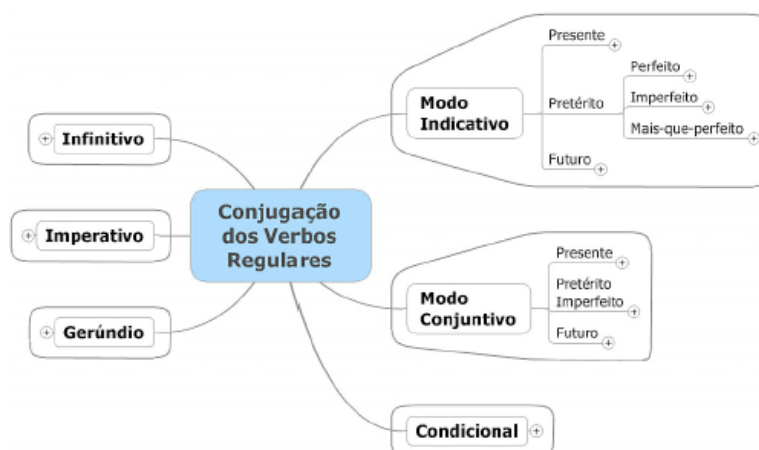 Conjugação
dos Verbos
Regulares
Infinitivo
Imperativo
Gerúndio
Modo
Indicativo
Presente
Pretérito
Perfeito
Imperfeito
Mais-que-perfeito
Futuro
Modo
Conjuntivo
Presente
Pretérito
Imperfeito
Futuro
Condicional